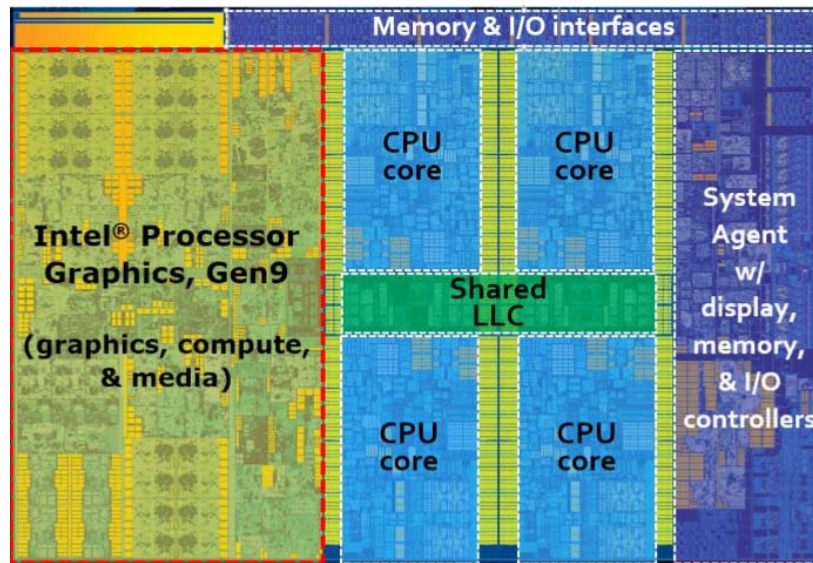 Memory & I/O interfaces
Intel® Processor
Graphics, Gen9
(graphics, compute,
& media)
CPU
core
CPU
core
Shared
LLC
CPU
core
CPU
core
System
Agent
w/
display,
memory,
& I/O
controllers